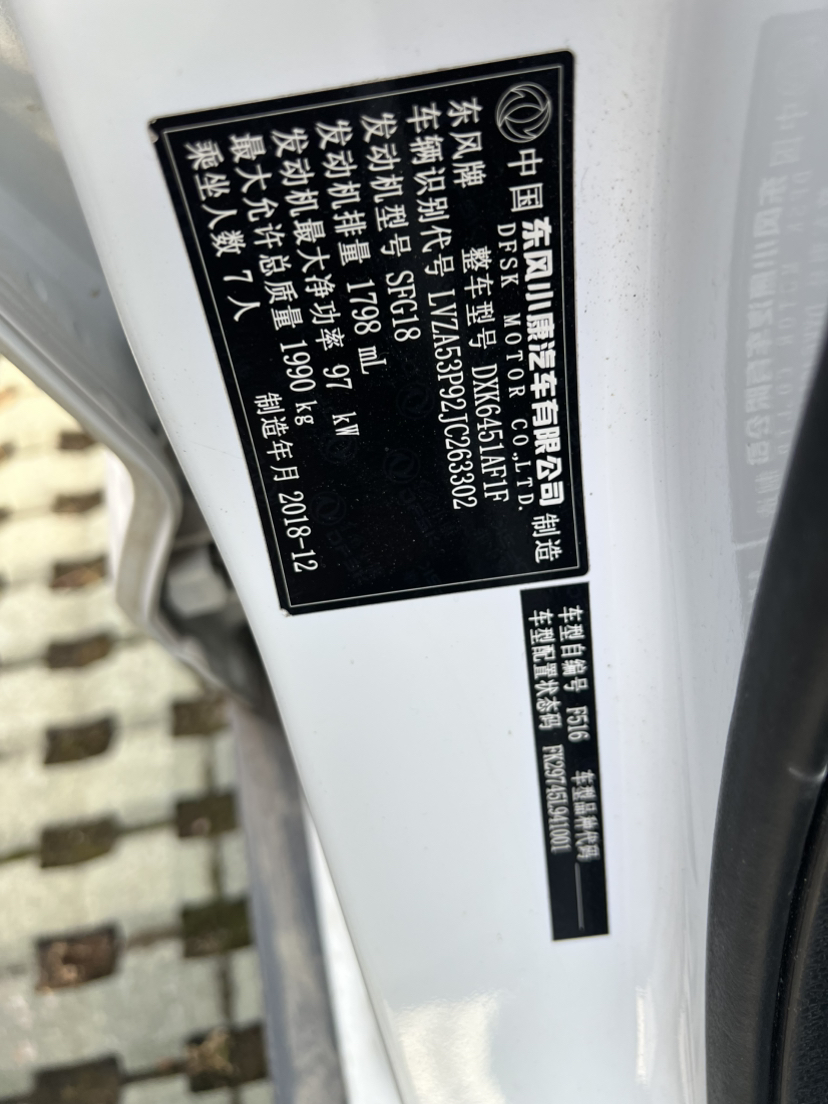 中国 东风小康汽车有限公司 制造
DFSK MOTOR CO.,LTD.
东风牌 整车型号 DXK6451AF1F
车辆识别代号 LVZA53P92JC263302
发动机型号 SFG18
发动机排量 1798 mL
发动机最大净功率 97 kW
最大允许总质量 1990 kg
乘坐人数 7人 制造年月 2018-12
车型自编号 F516 车型品种代码 ——
车型配置状态码 FK29745L941001